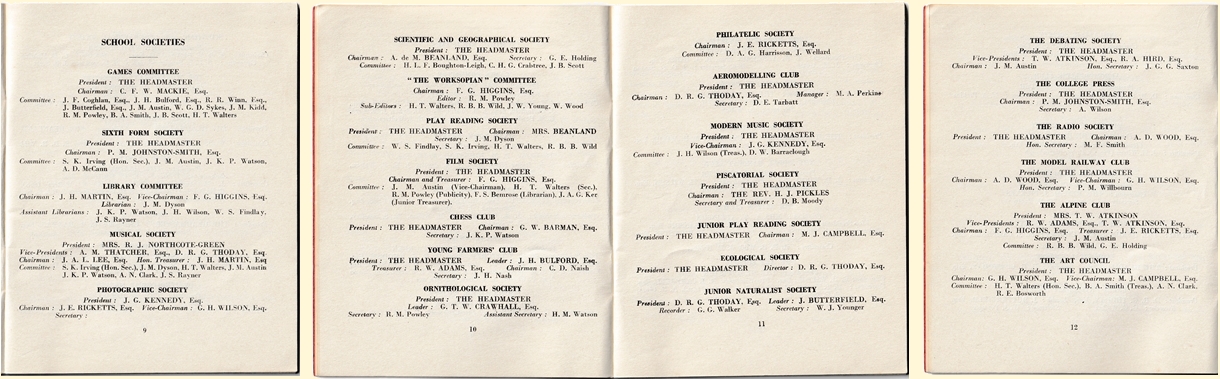 SCHOOL SOCIETIES
GAMES COMMITTEE
President : THE HEADMASTER
Chairman : C. F. W. MACKIE, Esq.
Committee : J. F. Coghlan, Esq., J. H. Bulford, Esq., R. R. Winn, Esq.,
J. Butterfield, Esq., J. M. Austin, W. G. D. Sykes, J. M. Kidd,
R. M. Powley, B. A. Smith, J. B. Scott, H. T. Walters
SIXTH FORM SOCIETY
President : THE HEADMASTER
Chairman : P. M. JOHNSTON-SMITH, Esq.
Committee : S. K. Irving (Hon. Sec.), J. M. Austin, J. K. P. Watson,
A. D. McCann
LIBRARY COMMITTEE
Chairman : J. H. MARTIN, Esq. Vice-Chairman : F. G. HIGGINS, Esq.
Librarian : J. M. Dyson
Assistant Librarians : J. K. P. Watson, J. H. Wilson, W. S. Findlay,
J. S. Rayner
MUSICAL SOCIETY
President : MRS. R. J. NORTHCOTE-GREEN
Vice-Presidents : A. M. THATCHER, Esq., D. R. G. THODAY, Esq.
Chairman : J. A. L. LEE, Esq. Hon. Treasurer : J. H. MARTIN, Esq
Committee : S. K. Irving (Hon. Sec.), J. M. Dyson, H. T. Walters, J. M. Austin
J. K. P. Watson, A. N. Clark, J. S. Rayner
PHOTOGRAPHIC SOCIETY
President : J. G. KENNEDY, Esq.
Chairman : J. E. RICKETTS, Esq. Vice-Chairman : G. H. WILSON, Esq.
Secretary :
9
SCIENTIFIC AND GEOGRAPHICAL SOCIETY
President : THE HEADMASTER
Chairman : A. de M. BEANLAND, Esq. Secretary : G. E. Holding
Committee : H. L. F. Boughton-Leigh, C. H. G. Crabtree, J. B. Scott
"THE WORKSOPIAN" COMMITTEE
Chairman : F. G. HIGGINS, Esq.
Editor : R. M. Powley
Sub-Editors : H. T. Walters, R. B. B. Wild, J. W. Young, W. Wood
PLAY READING SOCIETY
President : THE HEADMASTER Chairman : MRS. BEANLAND
Secretary : J. M. Dyson
Committee : W. S. Findlay, S. K. Irving, H. T. Walters, R. B. B. Wild
FILM SOCIETY
President : THE HEADMASTER
Chairman and Treasurer : F. G. HIGGINS, Esq.
Committee : J. M. Austin (Vice-Chairman), H. T. Walters (Sec.),
R. M. Powley (Publicity), F. S. Bemrose (Librarian), J. A. G. Ker
(Junior Treasurer).
CHESS CLUB
President : THE HEADMASTER Chairman : G. W. BARMAN, Esq.
Secretary : J. K. P. Watson
YOUNG FARMERS' CLUB
President : THE HEADMASTER Leader : J. H. BULFORD, Esq.
Treasurer : R. W. ADAMS, Esq. Chairman : C. D. Naish
Secretary : J. H. Nash
ORNITHOLOGICAL SOCIETY
President : THE HEADMASTER
Leader : G. T. W. CRAWHALL, Esq.
Secretary : R. M. Powley Assistant Secretary : H. M. Watson
10
PHILATELIC SOCIETY
Chairman : J. E. RICKETTS, Esq.
Committee : D. A. G. Harrisson, J. Wellard
AEROMODELLING CLUB
President : THE HEADMASTER
Chairman : D. R. G. THODAY, Esq. Manager : M. A. Perkins
Secretary : D. E. Tarbatt
MODERN MUSIC SOCIETY
President : THE HEADMASTER
Vice-Chairman : J. G. KENNEDY, Esq.
Committee : J. H. Wilson (Treas.), D. W. Barraclough
PISCATORIAL SOCIETY
President : THE HEADMASTER
Chairman : THE REV. H. J. PICKLES
Secretary and Treasurer : D. B. Moody
JUNIOR PLAY READING SOCIETY
President : THE HEADMASTER Chairman : M. J. CAMPBELL, Esq.
ECOLOGICAL SOCIETY
President : THE HEADMASTER Director : D. R. G. THODAY, Esq.
JUNIOR NATURALIST SOCIETY
President : D. R. G. THODAY, Esq. Leader : J. BUTTERFIELD, Esq.
Recorder : G. G. Walker Secretary : W. J. Younger
11
THE DEBATING SOCIETY
President : THE HEADMASTER
Vice-Presidents : T. W. ATKINSON, Esq., R. A. HIRD, Esq.
Chairman : J. M. Austin Hon. Secretary : J. G. G. Saxton
THE COLLEGE PRESS
President : THE HEADMASTER
Chairman : P. M. JOHNSTON-SMITH, Esq.
Secretary : A. Wilson
THE RADIO SOCIETY
President : THE HEADMASTER Chairman : A. D. WOOD, Esq.
Hon. Secretary : M. F. Smith
THE MODEL RAILWAY CLUB
President : THE HEADMASTER
Chairman : A. D. WOOD, Esq. Vice-Chairman : G. H. WILSON, Esq.
Hon. Secretary : P. M. Willbourn
THE ALPINE CLUB
President : MRS. T. W. ATKINSON
Vice-Presidents : R. W. ADAMS, Esq., T. W. ATKINSON, Esq.
Chairman : F. G. HIGGINS, Esq. Treasurer : J. E. RICKETTS, Esq.
Secretary : J. M. Austin
Committee : R. B. B. Wild, G. E. Holding
THE ART COUNCIL
President : THE HEADMASTER
Chairman : G. H. WILSON, Esq. Vice-Chairman : M. J. CAMPBELL, Esq.
Committee : H. T. Walters (Hon. Sec.), B. A. Smith (Treas.), A. N. Clark.
R. E. Bosworth
12